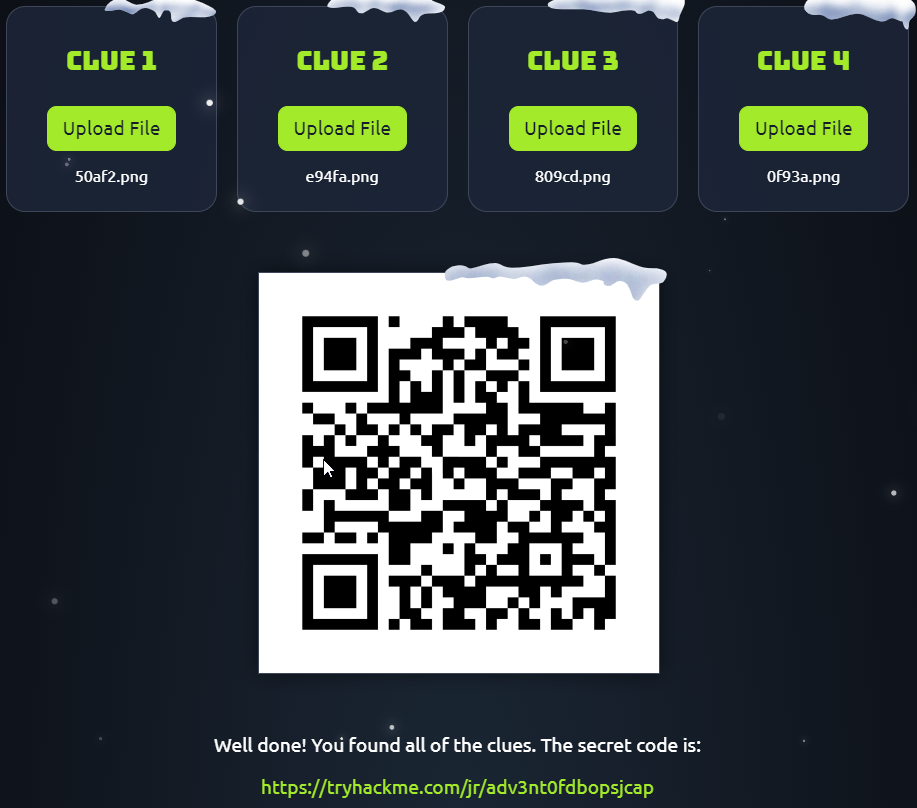 CLUE 1
CLUE 2
CLUE 3
CLUE 4
Upload File
Upload File
Upload File
Upload File
50af2.png
e94fa.png
809cd.png
0f93a.png
Well done! You found all of the clues. The secret code is:
https://tryhackme.com/jr/adv3nt0fdbopsjcap